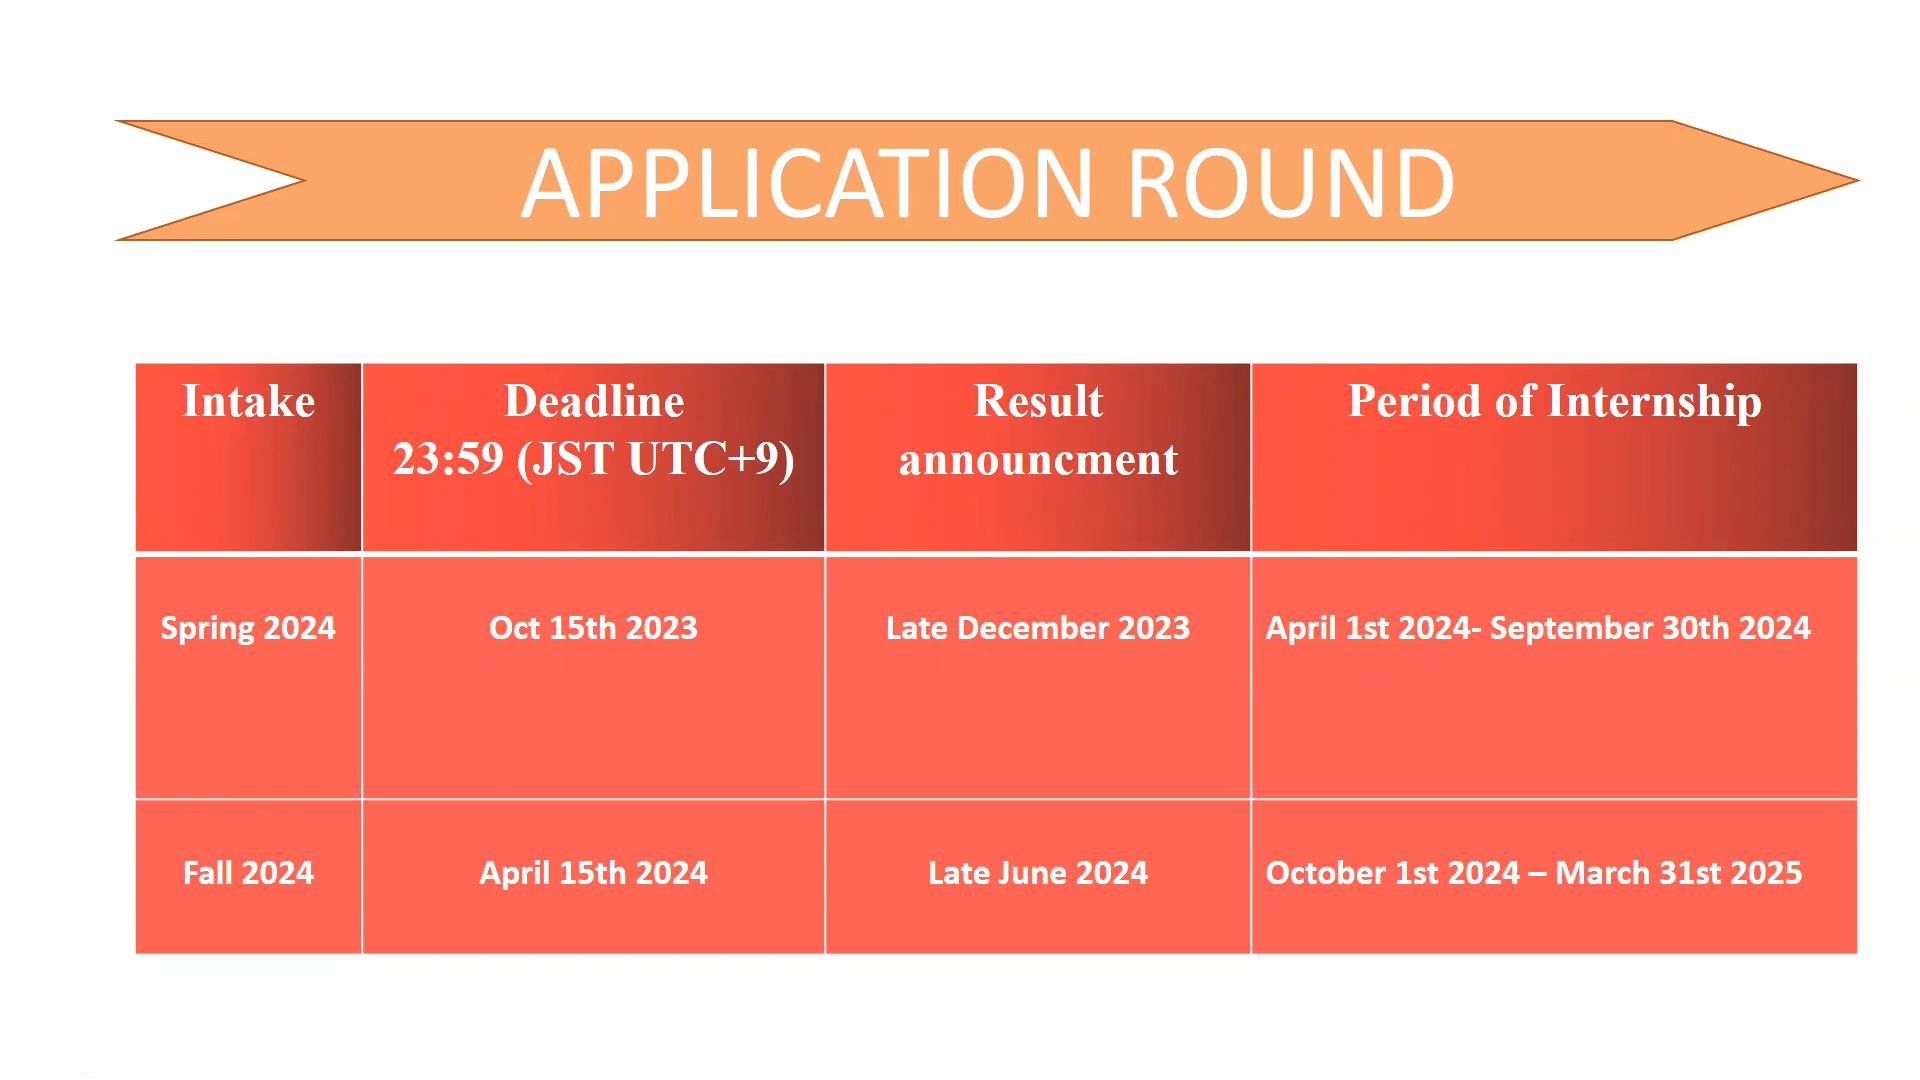 APPLICATION ROUND
Intake
Deadline
23:59 (JST UTC+9)
Result
announcment
Period of Internship
Spring 2024
Oct 15th 2023
Late December 2023
April 1st 2024- September 30th 2024
Fall 2024
April 15th 2024
Late June 2024
October 1st 2024 – March 31st 2025